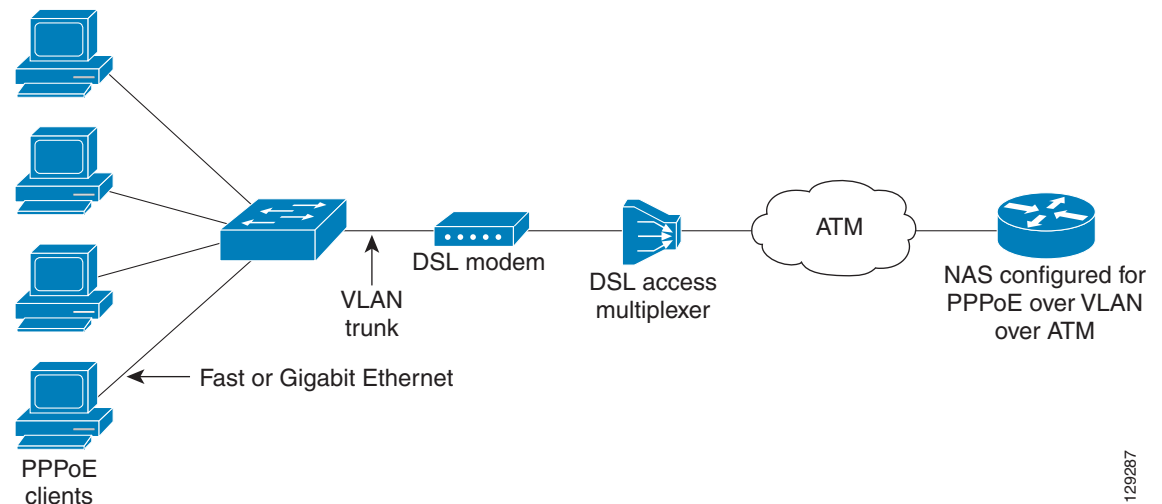 ATM
DSL modem
DSL access
multiplexer
NAS configured for
PPPoE over VLAN
over ATM
VLAN
trunk
Fast or Gigabit Ethernet
PPPoE
clients
129287